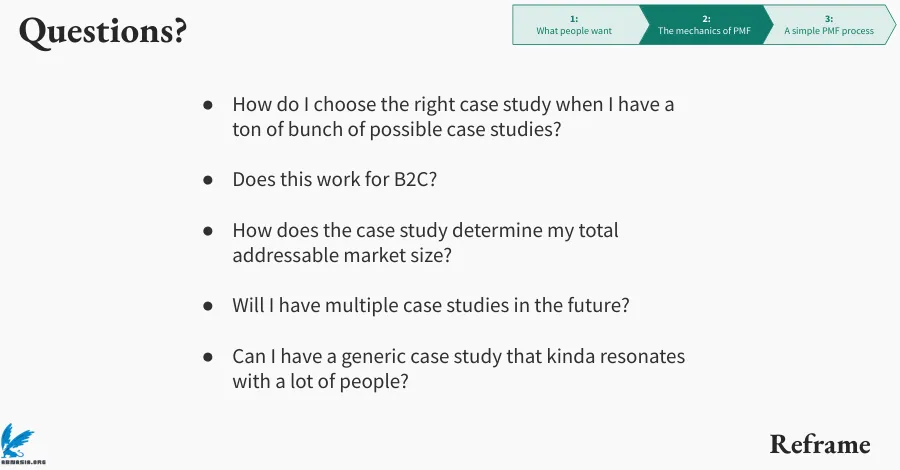 Questions?
1:
What people want
2:
The mechanics of PMF
3:
A simple PMF process
● How do I choose the right case study when I have a
ton of bunch of possible case studies?
● Does this work for B2C?
● How does the case study determine my total
addressable market size?
● Will I have multiple case studies in the future?
● Can I have a generic case study that kinda resonates
with a lot of people?
Reframe